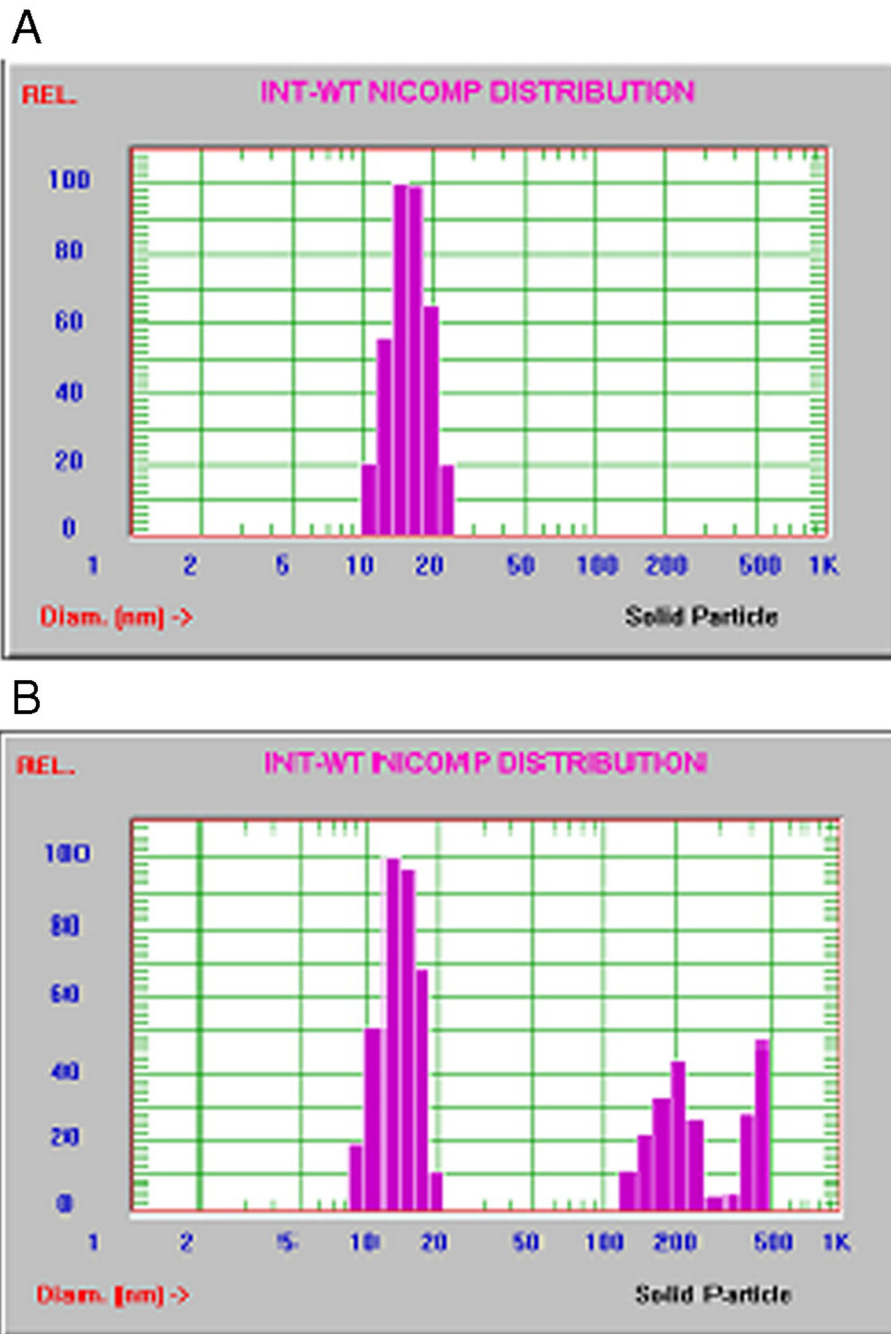 A
REL. INT-WT NICOMP DISTRIBUTION
100
80
60
40
20
0
1 2 5 10 20 50 100 200 500 1K
Diam. (nm) -> Solid Particle
B
REL. INT-WT NICOMP DISTRIBUTION
100
80
60
40
20
0
1 2 5 10 20 50 100 200 500 1K
Diam. (nm) -> Solid Particle